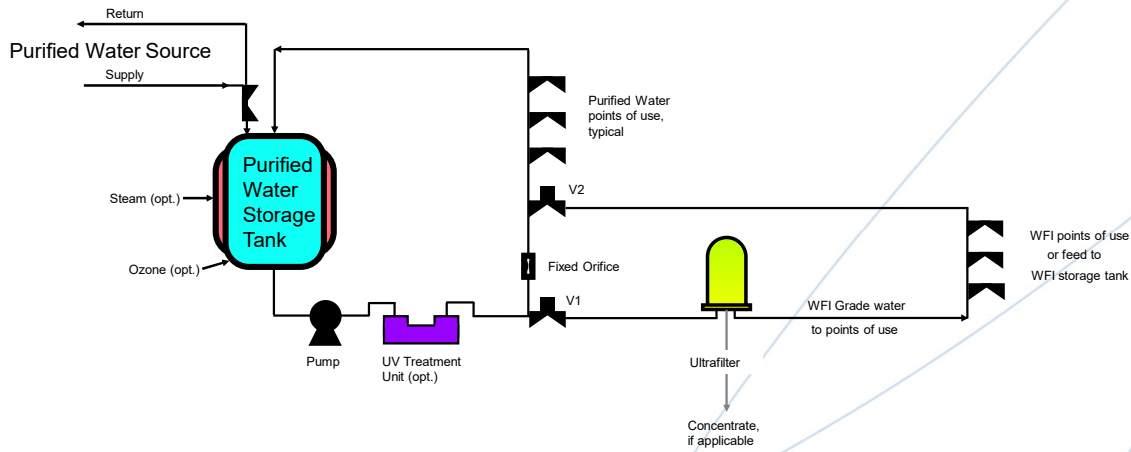 Return
Purified Water Source
Supply
Purified
Water
Storage
Tank
Steam (opt.)
Ozone (opt.)
Pump
UV Treatment
Unit (opt.)
Purified Water
points of use,
typical
V2
Fixed Orifice
V1
Ultrafilter
Concentrate,
if applicable
WFI Grade water
to points of use
WFI points of use
or feed to
WFI storage tank